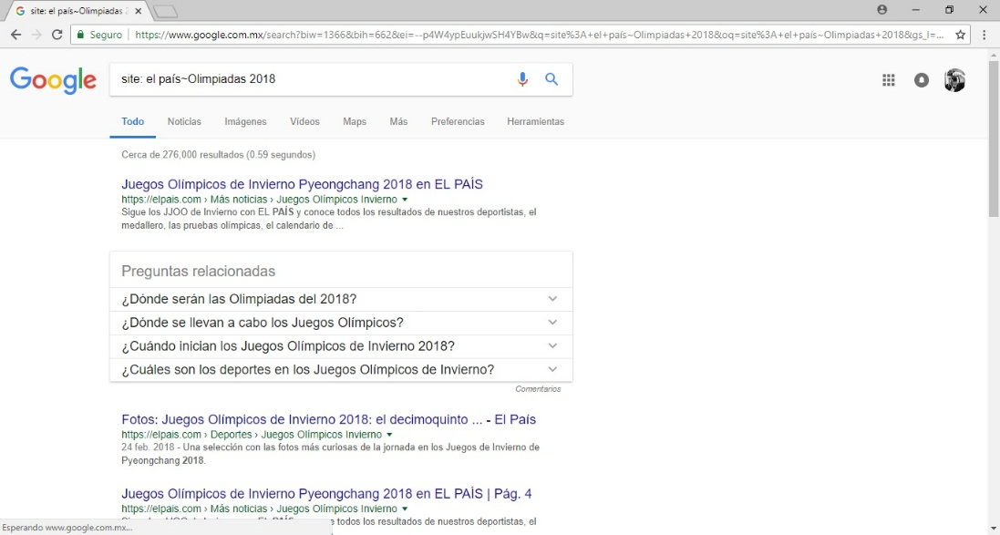 site: el país~Olimpiadas 2
Seguro
https://www.google.com.mx/search?biw=1366&bih=662&ei=--p4W4ypEuukjwSH4YBw&q=site%3A+el+país~Olimpiadas+2018&oq=site%3A+el+país~Olimpiadas+2018&gs_l=...
Google
site: el país~Olimpiadas 2018
Todo Noticias Imágenes Vídeos Maps Más Preferencias Herramientas
Cerca de 276,000 resultados (0.59 segundos)
Juegos Olímpicos de Invierno Pyeongchang 2018 en EL PAÍS
https://elpais.com › Más noticias › Juegos Olímpicos Invierno
Sigue los JJOO de Invierno con EL PAÍS y conoce todos los resultados de nuestros deportistas, el
medallero, las pruebas olímpicas, el calendario de ...
Preguntas relacionadas
¿Dónde serán las Olimpiadas del 2018?
¿Dónde se llevan a cabo los Juegos Olímpicos?
¿Cuándo inician los Juegos Olímpicos de Invierno 2018?
¿Cuáles son los deportes en los Juegos Olímpicos de Invierno?
Comentarios
Fotos: Juegos Olímpicos de Invierno 2018: el decimoquinto ... - El País
https://elpais.com › Deportes › Juegos Olímpicos Invierno
24 feb. 2018 - Una selección con las fotos más curiosas de la jornada en los Juegos de Invierno de
Pyeongchang 2018.
Juegos Olímpicos de Invierno Pyeongchang 2018 en EL PAÍS | Pág. 4
https://elpais.com › Más noticias › Juegos Olímpicos Invierno
todos los resultados de nuestros deportistas, el
Esperando www.google.com.mx...